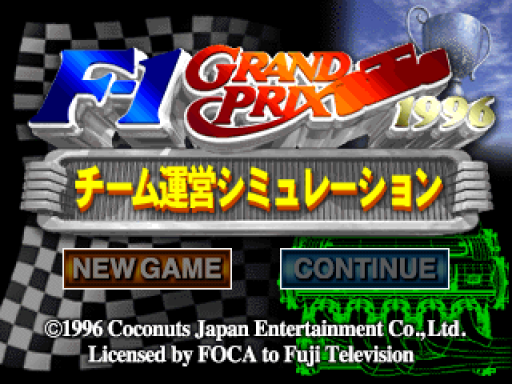 F-1 GRAND PRIX 1996
チーム運営シミュレーション
NEW GAME CONTINUE
©1996 Coconuts Japan Entertainment Co.,Ltd.
Licensed by FOCA to Fuji Television